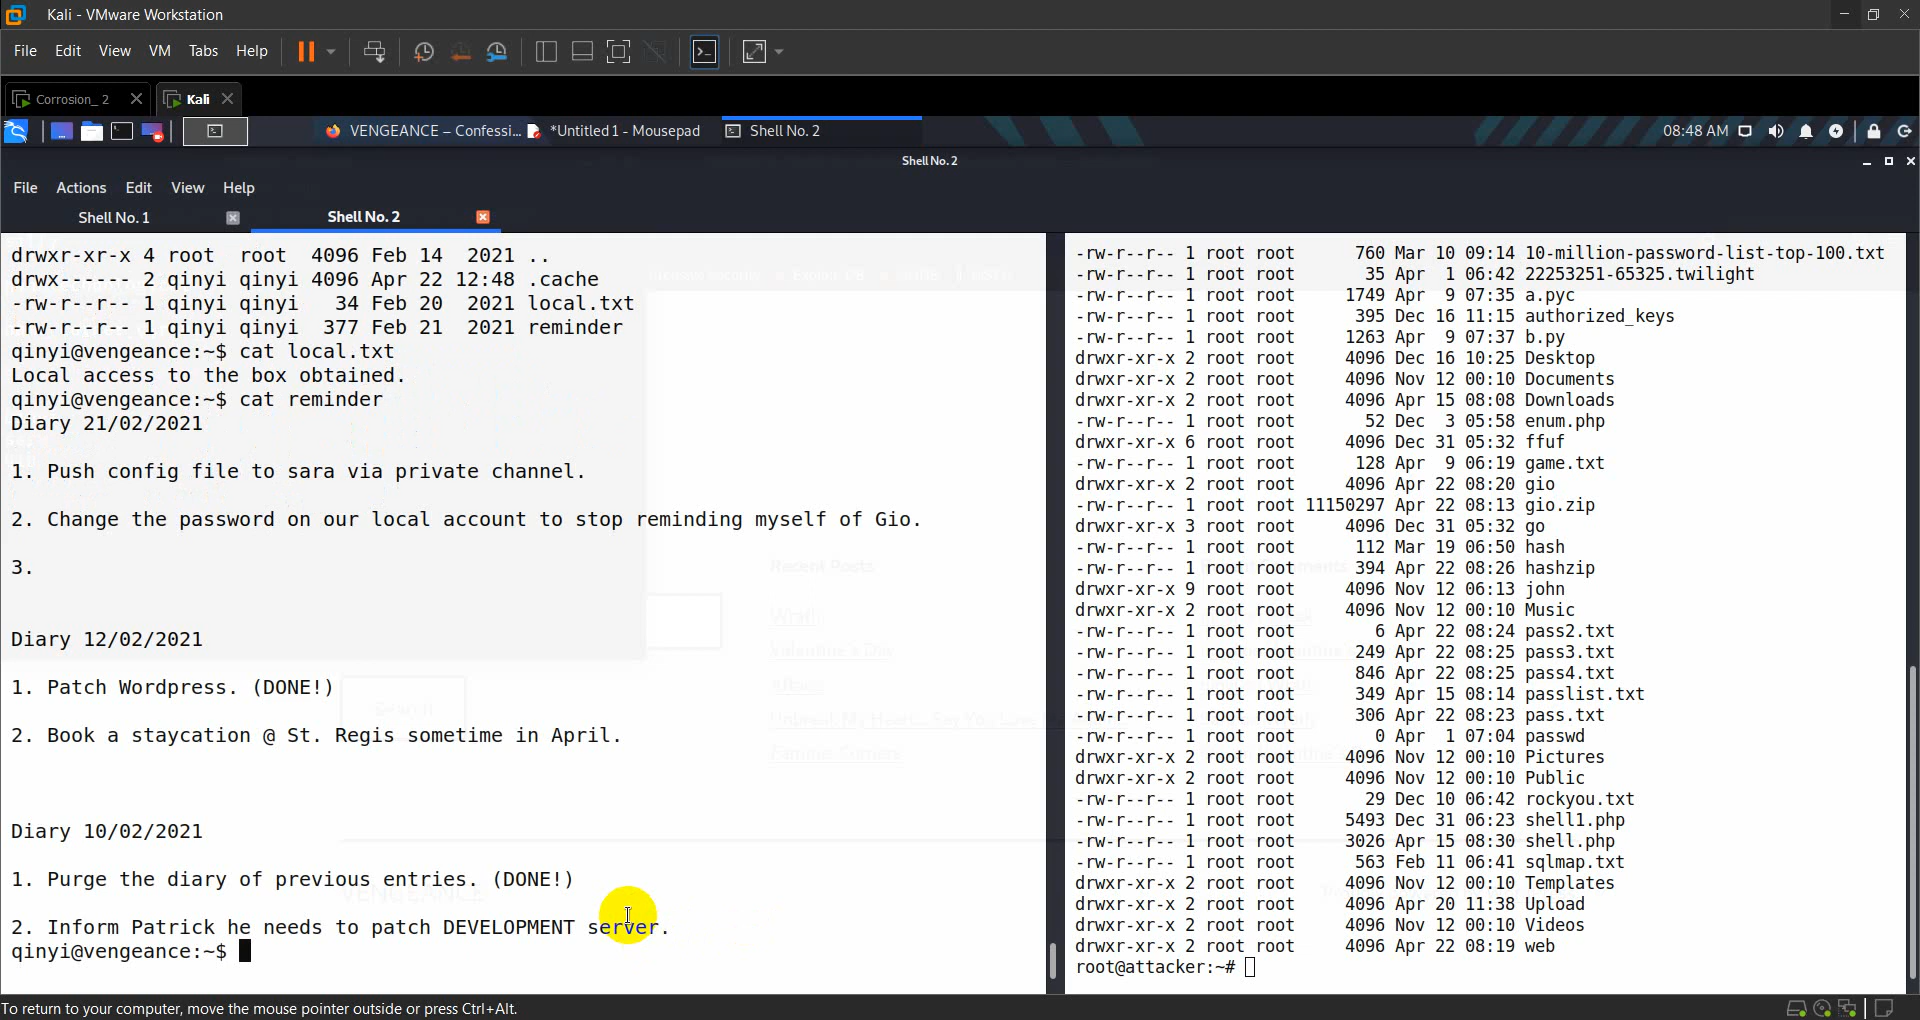 Kali - VMware Workstation
File Edit View VM Tabs Help
Corrosion_ 2
Kali
VENGEANCE – Confessi...
*Untitled 1 - Mousepad
Shell No. 2
08:48 AM
Shell No. 2
File Actions Edit View Help
Shell No. 1
Shell No. 2
drwxr-xr-x 4 root root 4096 Feb 14 2021 ..
drwx------ 2 qinyi qinyi 4096 Apr 22 12:48 .cache
-rw-r--r-- 1 qinyi qinyi 34 Feb 20 2021 local.txt
-rw-r--r-- 1 qinyi qinyi 377 Feb 21 2021 reminder
qinyi@vengeance:~$ cat local.txt
Local access to the box obtained.
qinyi@vengeance:~$ cat reminder
Diary 21/02/2021
1. Push config file to sara via private channel.
2. Change the password on our local account to stop reminding myself of Gio.
3.
Diary 12/02/2021
1. Patch Wordpress. (DONE!)
2. Book a staycation @ St. Regis sometime in April.
Diary 10/02/2021
1. Purge the diary of previous entries. (DONE!)
2. Inform Patrick he needs to patch DEVELOPMENT server.
qinyi@vengeance:~$
-rw-r--r-- 1 root root 760 Mar 10 09:14 10-million-password-list-top-100.txt
-rw-r--r-- 1 root root 35 Apr 1 06:42 22253251-65325.twilight
-rw-r--r-- 1 root root 1749 Apr 9 07:35 a.pyc
-rw-r--r-- 1 root root 395 Dec 16 11:15 authorized_keys
-rw-r--r-- 1 root root 1263 Apr 9 07:37 b.py
drwxr-xr-x 2 root root 4096 Dec 16 10:25 Desktop
drwxr-xr-x 2 root root 4096 Nov 12 00:10 Documents
drwxr-xr-x 2 root root 4096 Apr 15 08:08 Downloads
-rw-r--r-- 1 root root 52 Dec 3 05:58 enum.php
drwxr-xr-x 6 root root 4096 Dec 31 05:32 ffuf
-rw-r--r-- 1 root root 128 Apr 9 06:19 game.txt
drwxr-xr-x 2 root root 4096 Apr 22 08:20 gio
-rw-r--r-- 1 root root 11150297 Apr 22 08:13 gio.zip
drwxr-xr-x 3 root root 4096 Dec 31 05:32 go
-rw-r--r-- 1 root root 112 Mar 19 06:50 hash
-rw-r--r-- 1 root root 394 Apr 22 08:26 hashzip
drwxr-xr-x 9 root root 4096 Nov 12 06:13 john
drwxr-xr-x 2 root root 4096 Nov 12 00:10 Music
-rw-r--r-- 1 root root 6 Apr 22 08:24 pass2.txt
-rw-r--r-- 1 root root 249 Apr 22 08:25 pass3.txt
-rw-r--r-- 1 root root 846 Apr 22 08:25 pass4.txt
-rw-r--r-- 1 root root 349 Apr 15 08:14 passlist.txt
-rw-r--r-- 1 root root 306 Apr 22 08:23 pass.txt
-rw-r--r-- 1 root root 0 Apr 1 07:04 passwd
drwxr-xr-x 2 root root 4096 Nov 12 00:10 Pictures
drwxr-xr-x 2 root root 4096 Nov 12 00:10 Public
-rw-r--r-- 1 root root 29 Dec 10 06:42 rockyou.txt
-rw-r--r-- 1 root root 5493 Dec 31 06:23 shell1.php
-rw-r--r-- 1 root root 3026 Apr 15 08:30 shell.php
-rw-r--r-- 1 root root 563 Feb 11 06:41 sqlmap.txt
drwxr-xr-x 2 root root 4096 Nov 12 00:10 Templates
drwxr-xr-x 2 root root 4096 Apr 20 11:38 Upload
drwxr-xr-x 2 root root 4096 Nov 12 00:10 Videos
drwxr-xr-x 2 root root 4096 Apr 22 08:19 web
root@attacker:~#
Recent Posts
Valentine's Day
Search
VENGEANCE
To return to your computer, move the mouse pointer outside or press Ctrl+Alt.